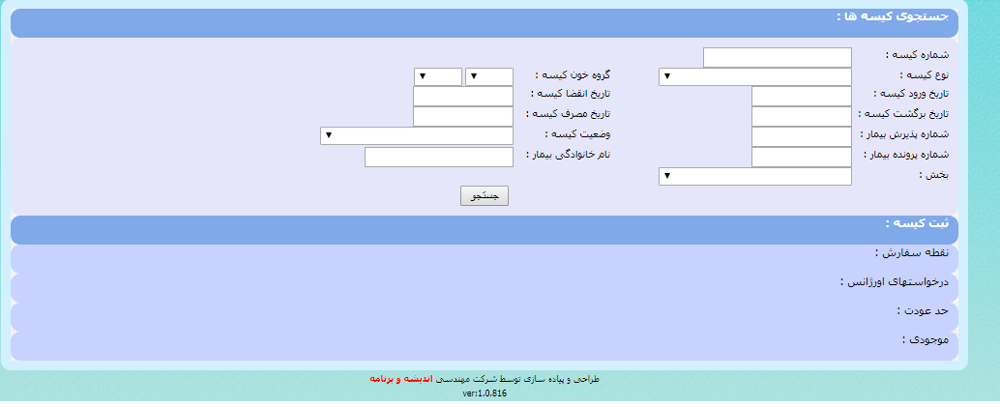 جستجوی کیسه ها :
شماره کیسه :
نوع کیسه : گروه خون کیسه :
تاریخ ورود کیسه : تاریخ انقضا کیسه :
تاریخ برگشت کیسه : تاریخ مصرف کیسه :
شماره پذیرش بیمار : وضعیت کیسه :
شماره پرونده بیمار : نام خانوادگی بیمار :
بخش :
جستجو
ثبت کیسه :
نقطه سفارش :
درخواستهای اورژانس :
حد عودت :
موجودی :
طراحی و پیاده سازی توسط شرکت مهندسی اندیشه و برنامه
ver:1.0.816